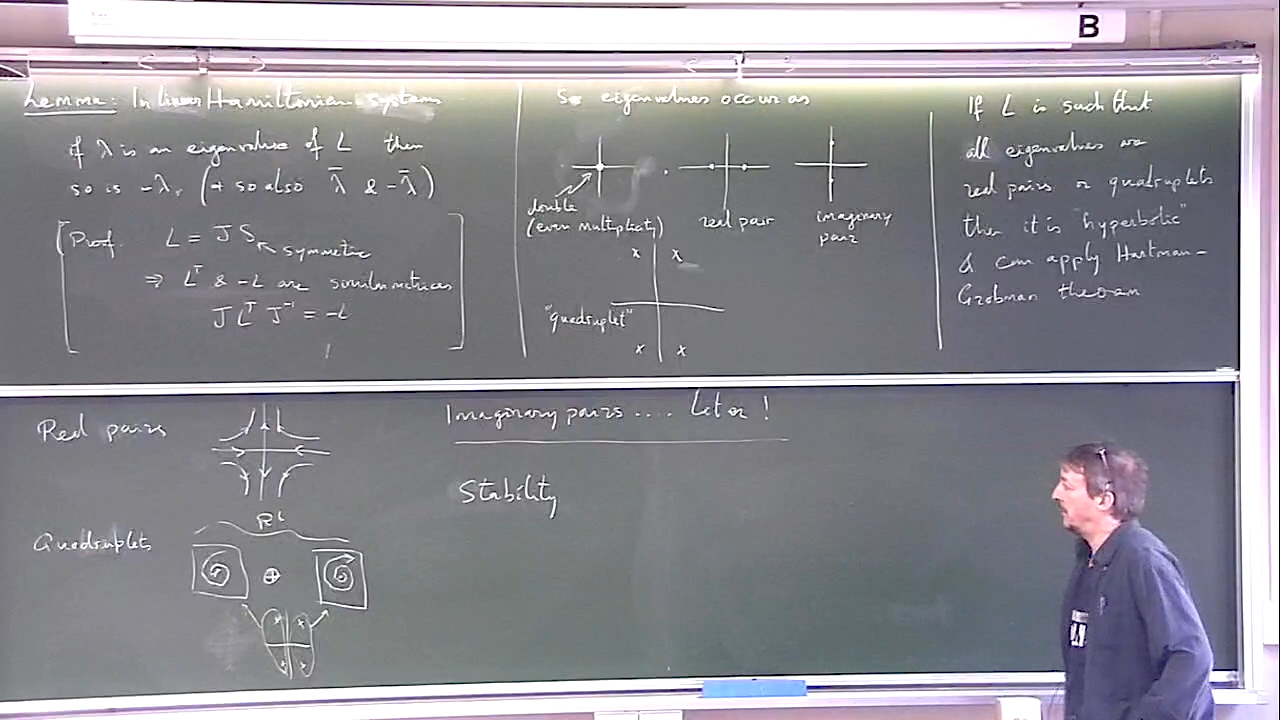 B
Lemma: In linear Hamiltonian systems
if λ is an eigenvalue of L then
so is -λ. (+ so also λ̄ & -λ̄)
Proof. L = JS
symmetric
⇒ Lᵀ & -L are similar matrices
J Lᵀ J⁻¹ = -L
So eigenvalues occur as
double
(even multiplicity)
real pair
imaginary
pair
"quadruplet"
If L is such that
all eigenvalues are
real pairs or quadruplets
then it is "hyperbolic"
& can apply Hartman-
Grobman theorem
Real pairs
Quadruplets
⊕
Imaginary pairs .... Later!
Stability